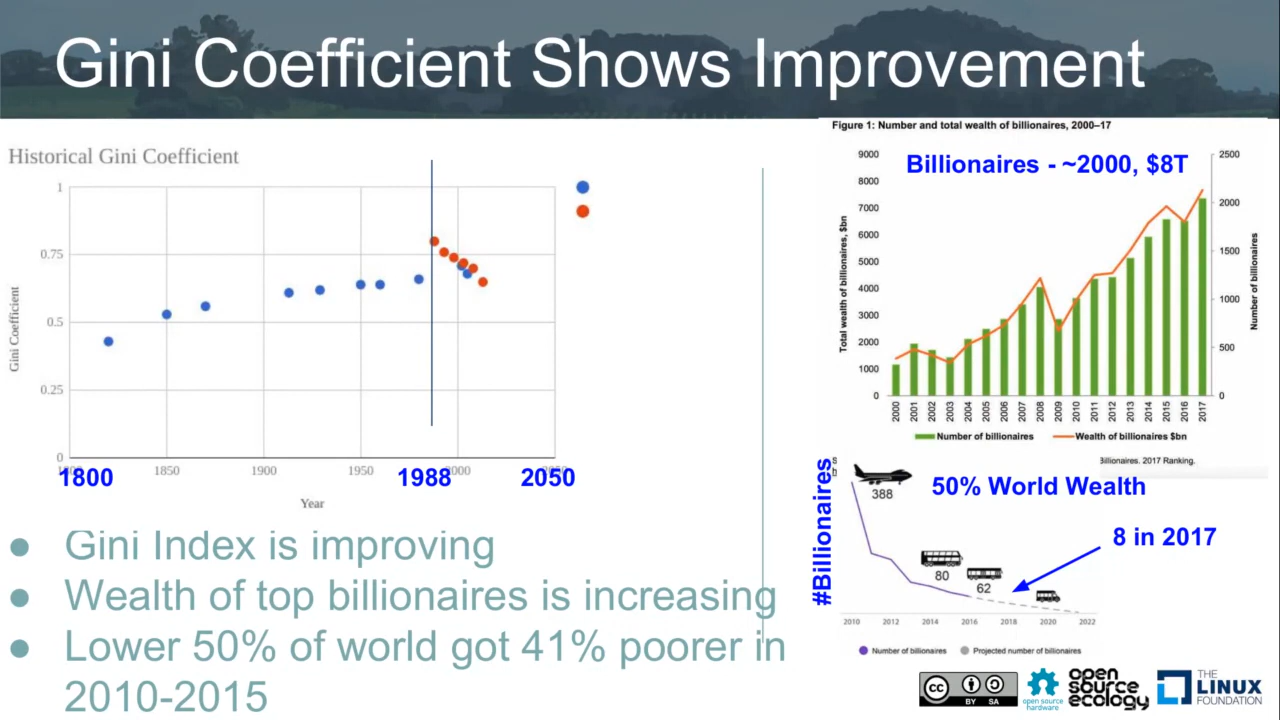 Gini Coefficient Shows Improvement
Historical Gini Coefficient
1
0.75
0.5
0.25
0
Gini Coefficient
1850
1900
1950
2000
1800
1988
2050
Year
Gini Index is improving
Wealth of top billionaires is increasing
Lower 50% of world got 41% poorer in
2010-2015
Figure 1: Number and total wealth of billionaires, 2000–17
Billionaires - ~2000, $8T
9000
8000
7000
6000
5000
4000
3000
2000
1000
0
Total wealth of billionaires, $bn
2500
2000
1500
1000
500
0
Number of billionaires
2000 2001 2002 2003 2004 2005 2006 2007 2008 2009 2010 2011 2012 2013 2014 2015 2016 2017
Number of billionaires Wealth of billionaires $bn
Billionaires. 2017 Ranking.
#Billionaires
388
50% World Wealth
8 in 2017
80
62
2010 2012 2014 2016 2018 2020 2022
Number of billionaires Projected number of billionaires
cc BY SA
open source
hardware
open
source
ecology
THE
LINUX
FOUNDATION